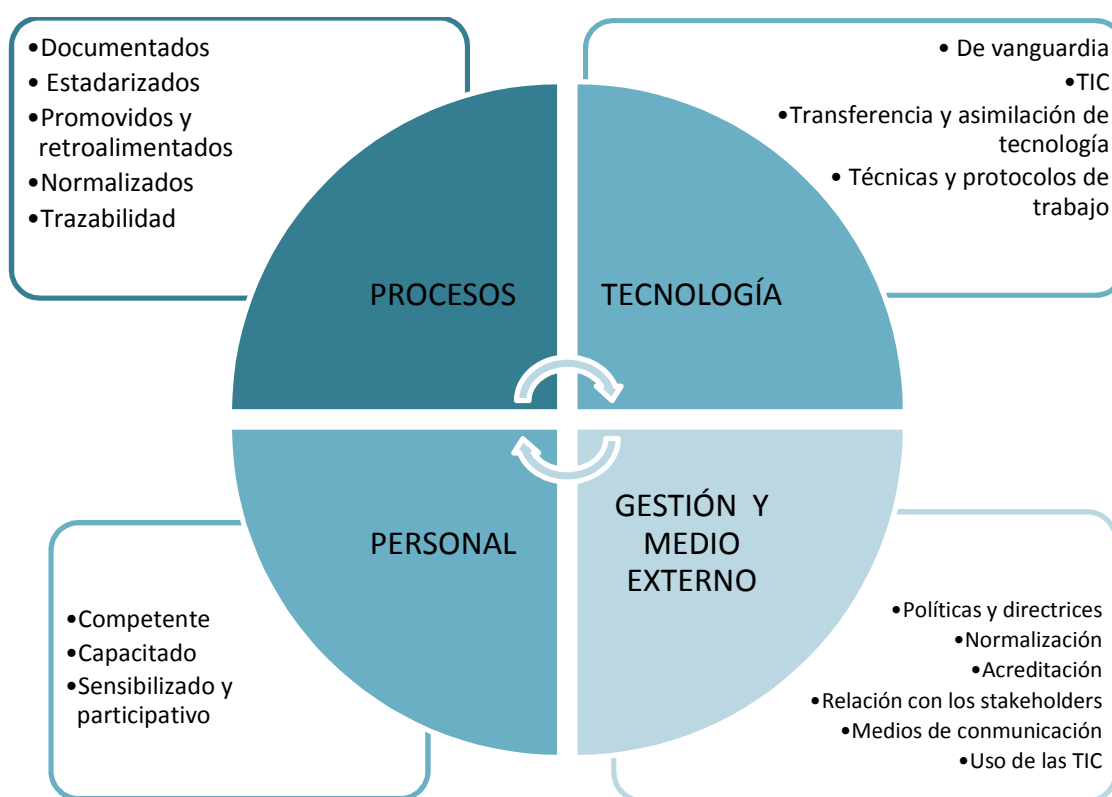 •Documentados
• Estadarizados
•Promovidos y
retroalimentados
•Normalizados
•Trazabilidad
• De vanguardia
•TIC
•Transferencia y asimilación de
tecnología
• Técnicas y protocolos de
trabajo
PROCESOS
TECNOLOGÍA
PERSONAL
GESTIÓN Y
MEDIO
EXTERNO
•Competente
•Capacitado
•Sensibilizado y
participativo
•Políticas y directrices
•Normalización
•Acreditación
•Relación con los stakeholders
•Medios de conmunicación
•Uso de las TIC